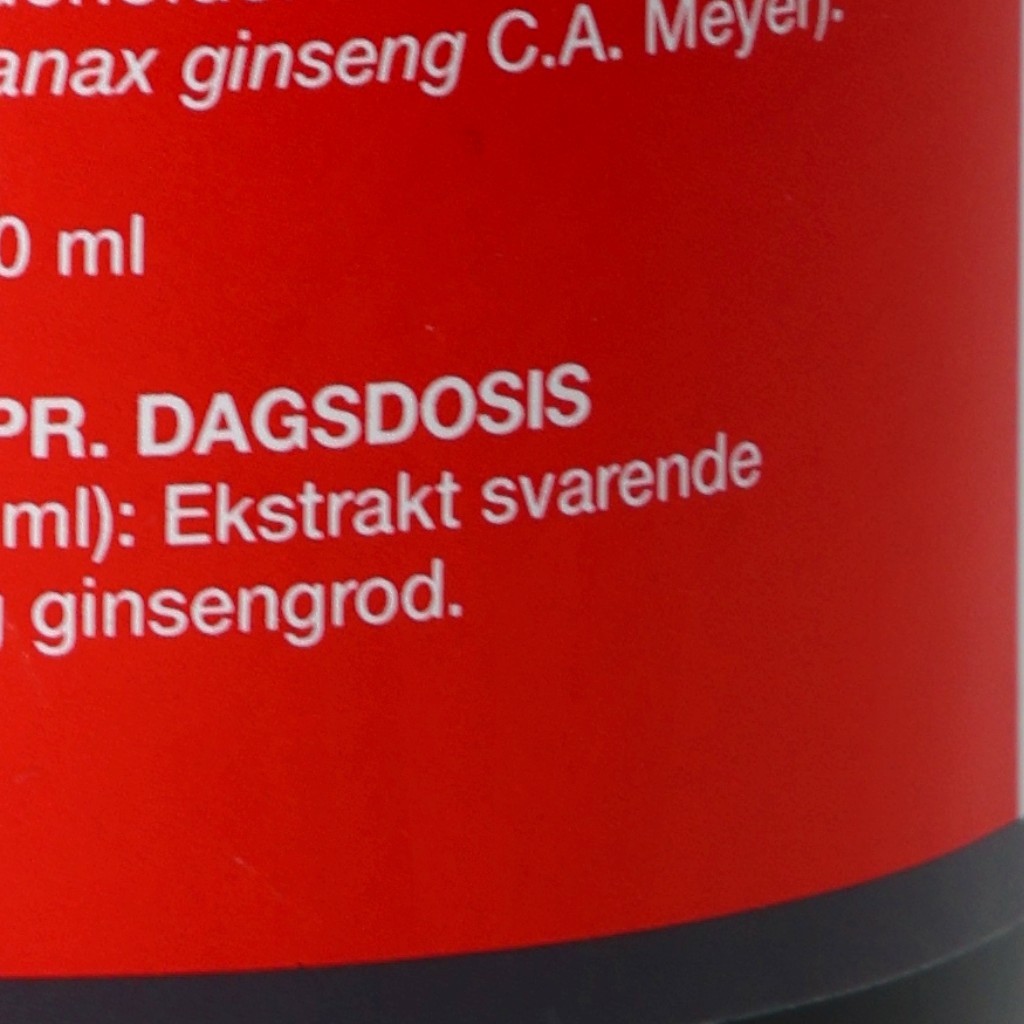 anax ginseng C.A. Meyer).
0 ml
PR. DAGSDOSIS
ml): Ekstrakt svarende
ginsengrod.